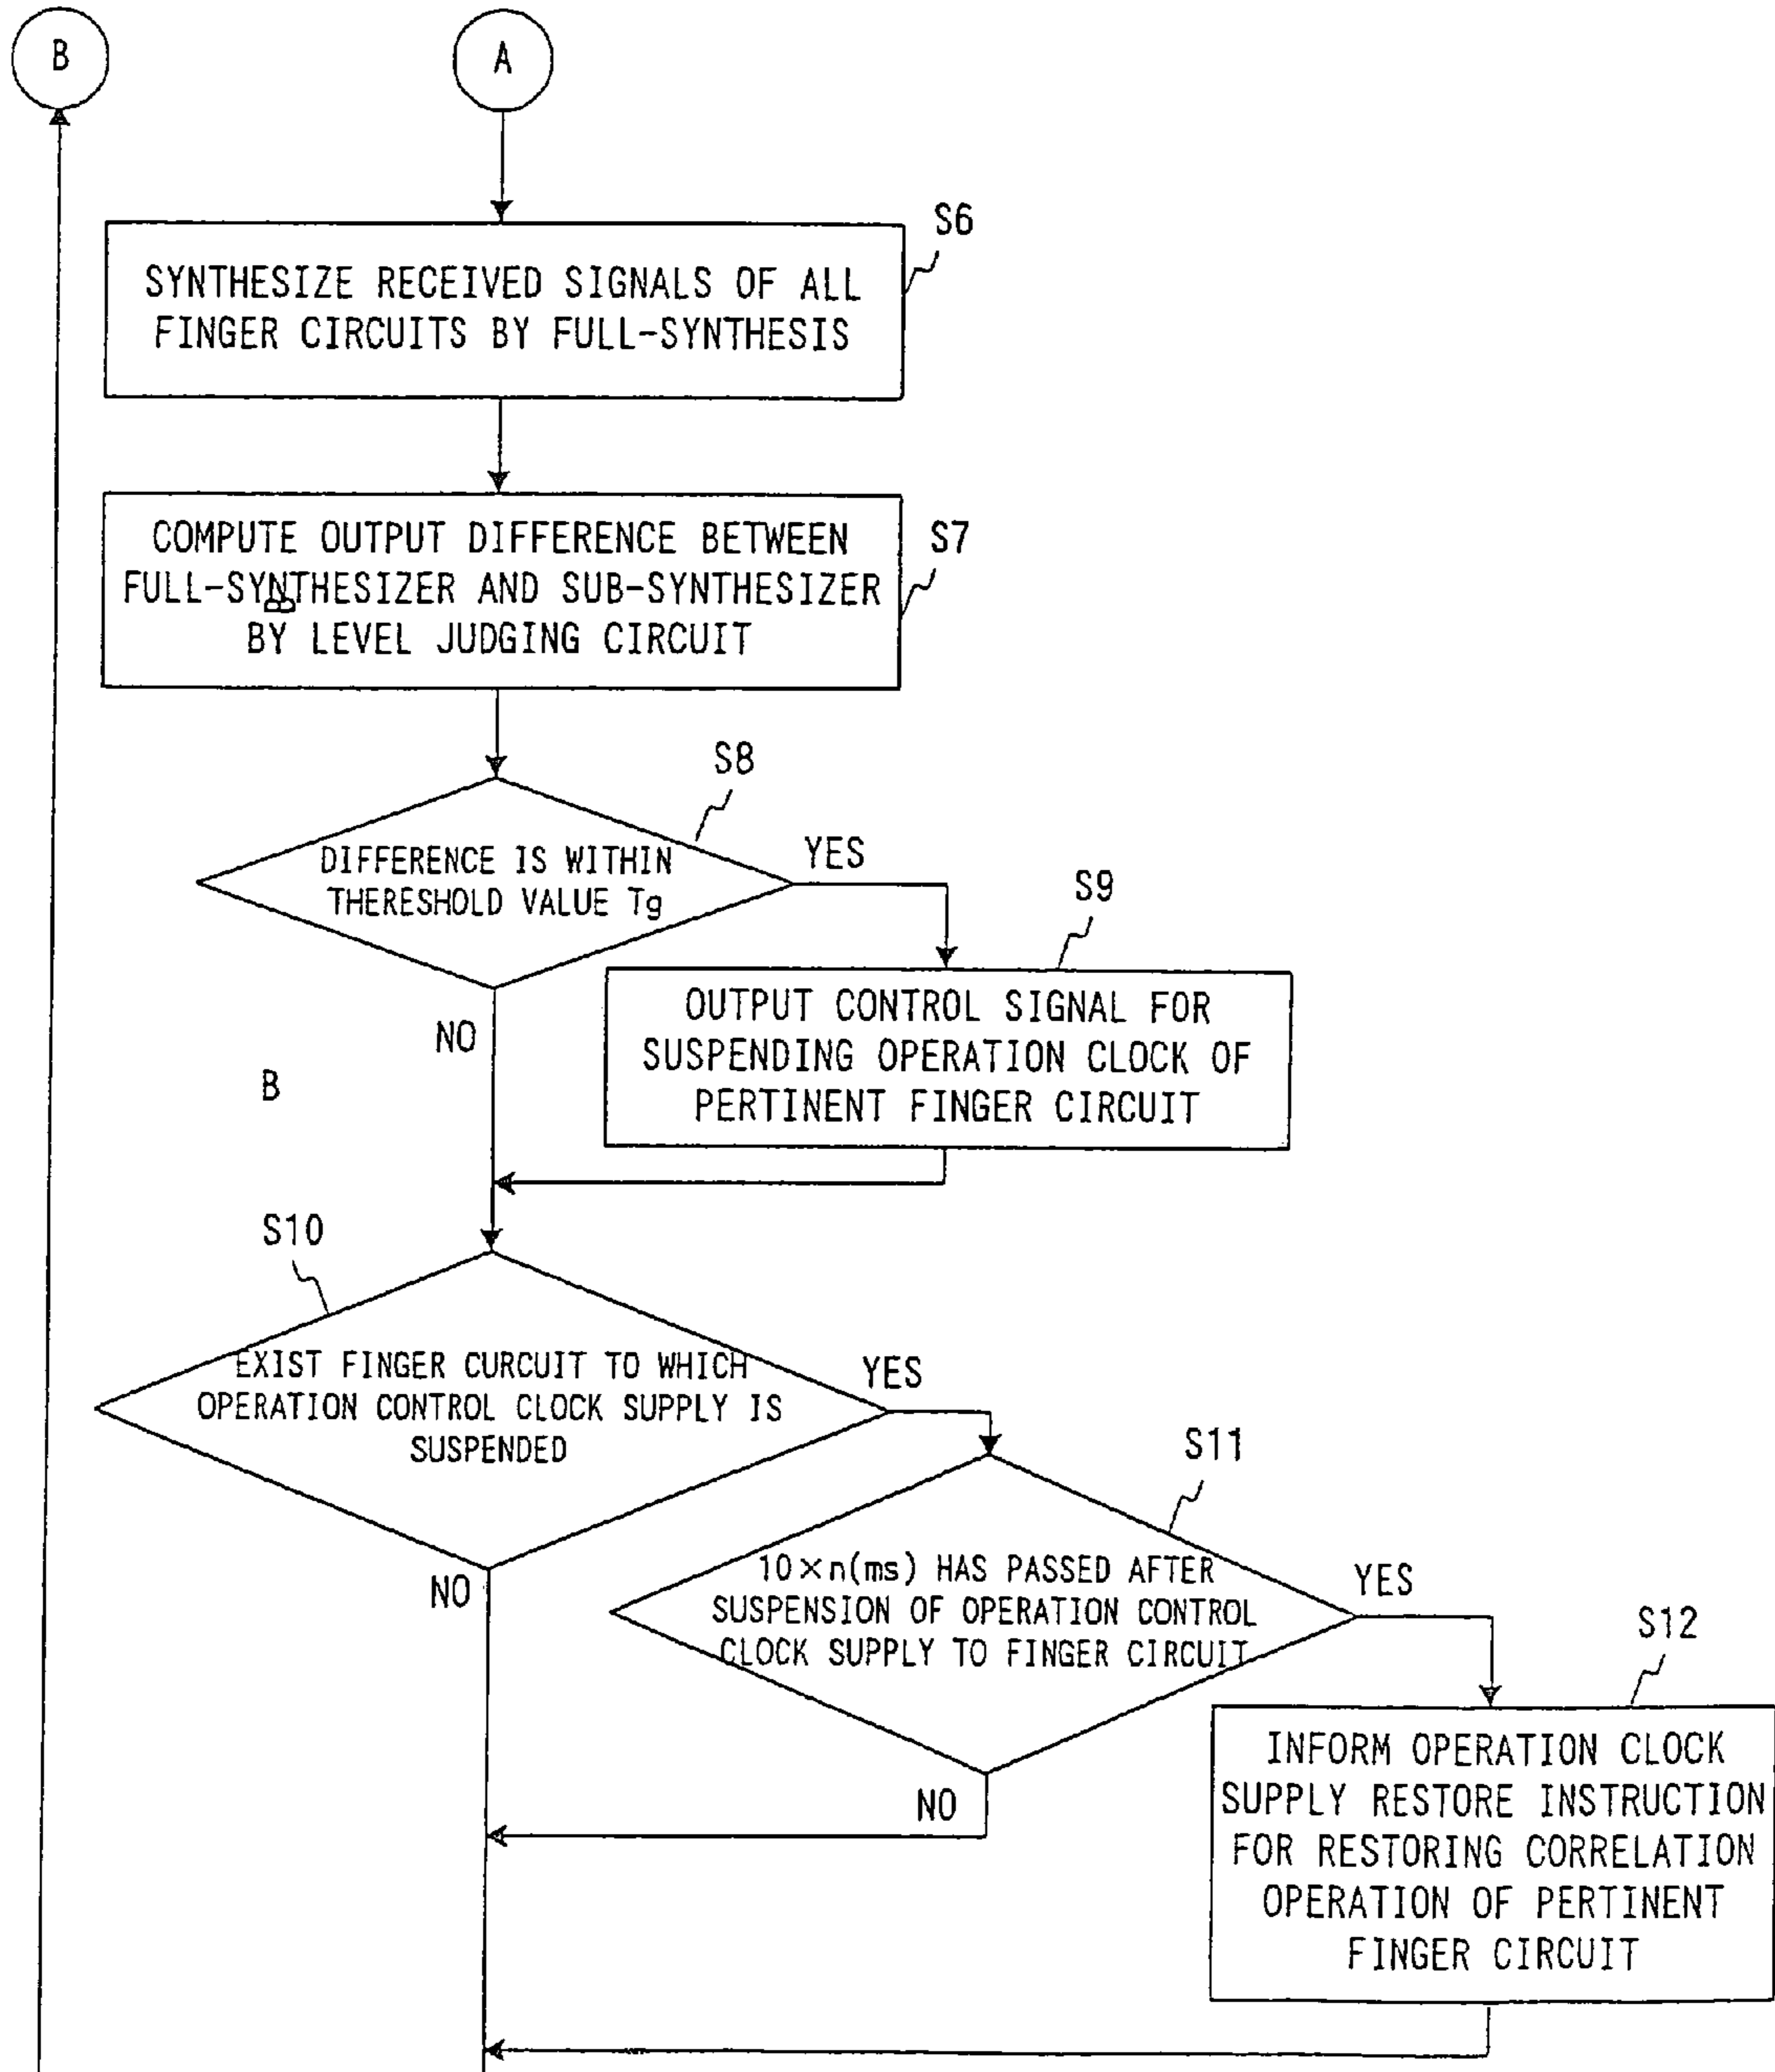 B
A
S6
SYNTHESIZE RECEIVED SIGNALS OF ALL
FINGER CIRCUITS BY FULL-SYNTHESIS
S7
COMPUTE OUTPUT DIFFERENCE BETWEEN
FULL-SYNTHESIZER AND SUB-SYNTHESIZER
BY LEVEL JUDGING CIRCUIT
S8
DIFFERENCE IS WITHIN
THERESHOLD VALUE Tg
YES
NO
S9
OUTPUT CONTROL SIGNAL FOR
SUSPENDING OPERATION CLOCK OF
PERTINENT FINGER CIRCUIT
B
S10
EXIST FINGER CURCUIT TO WHICH
OPERATION CONTROL CLOCK SUPPLY IS
SUSPENDED
YES
NO
S11
10×n(ms) HAS PASSED AFTER
SUSPENSION OF OPERATION CONTROL
CLOCK SUPPLY TO FINGER CIRCUIT
YES
NO
S12
INFORM OPERATION CLOCK
SUPPLY RESTORE INSTRUCTION
FOR RESTORING CORRELATION
OPERATION OF PERTINENT
FINGER CIRCUIT